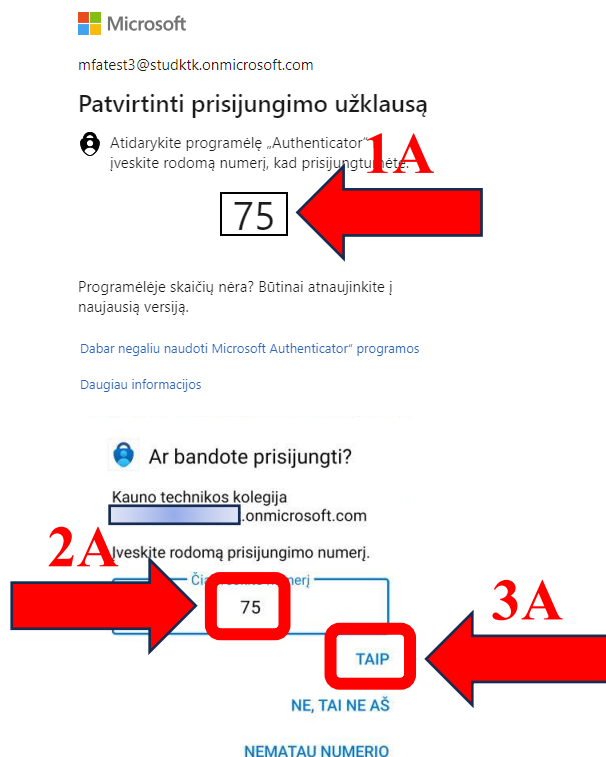 Microsoft
mfatest3@studktk.onmicrosoft.com
Patvirtinti prisijungimo užklausą
Atidarykite programėlę „Authenticator“
įveskite rodomą numerį, kad prisijungtumėte.
1A
75
Programėlėje skaičių nėra? Būtinai atnaujinkite į
naujausią versiją.
Dabar negaliu naudoti Microsoft Authenticator“ programos
Daugiau informacijos
Ar bandote prisijungti?
Kauno technikos kolegija
.onmicrosoft.com
2A
Įveskite rodomą prisijungimo numerį.
numerį
75
3A
TAIP
NE, TAI NE AŠ
NEMATAU NUMERIO